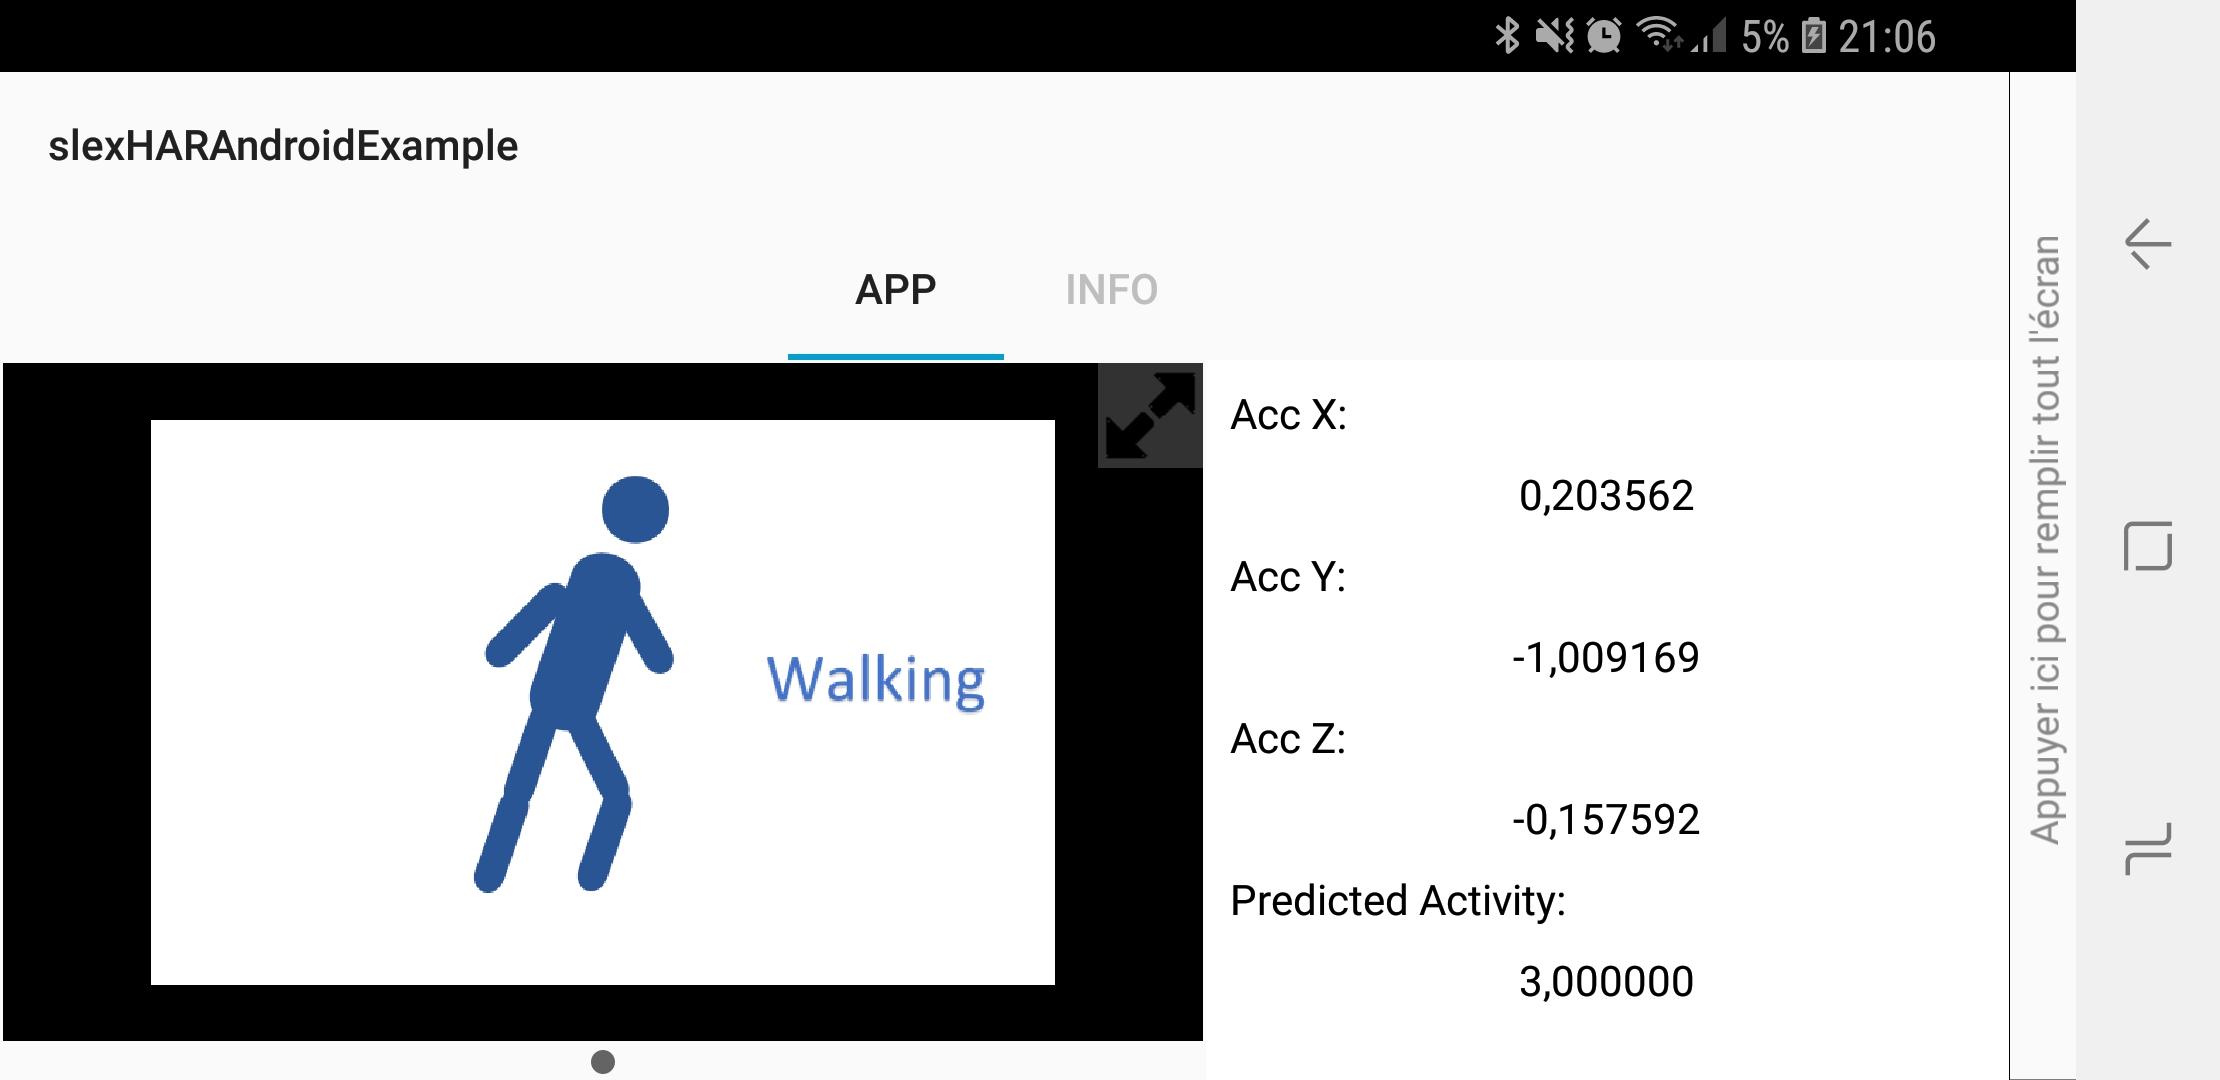 5% 21:06
slexHARAndroidExample
APP INFO
Walking
Acc X:
0,203562
Acc Y:
-1,009169
Acc Z:
-0,157592
Predicted Activity:
3,000000
Appuyer ici pour remplir tout l'écran